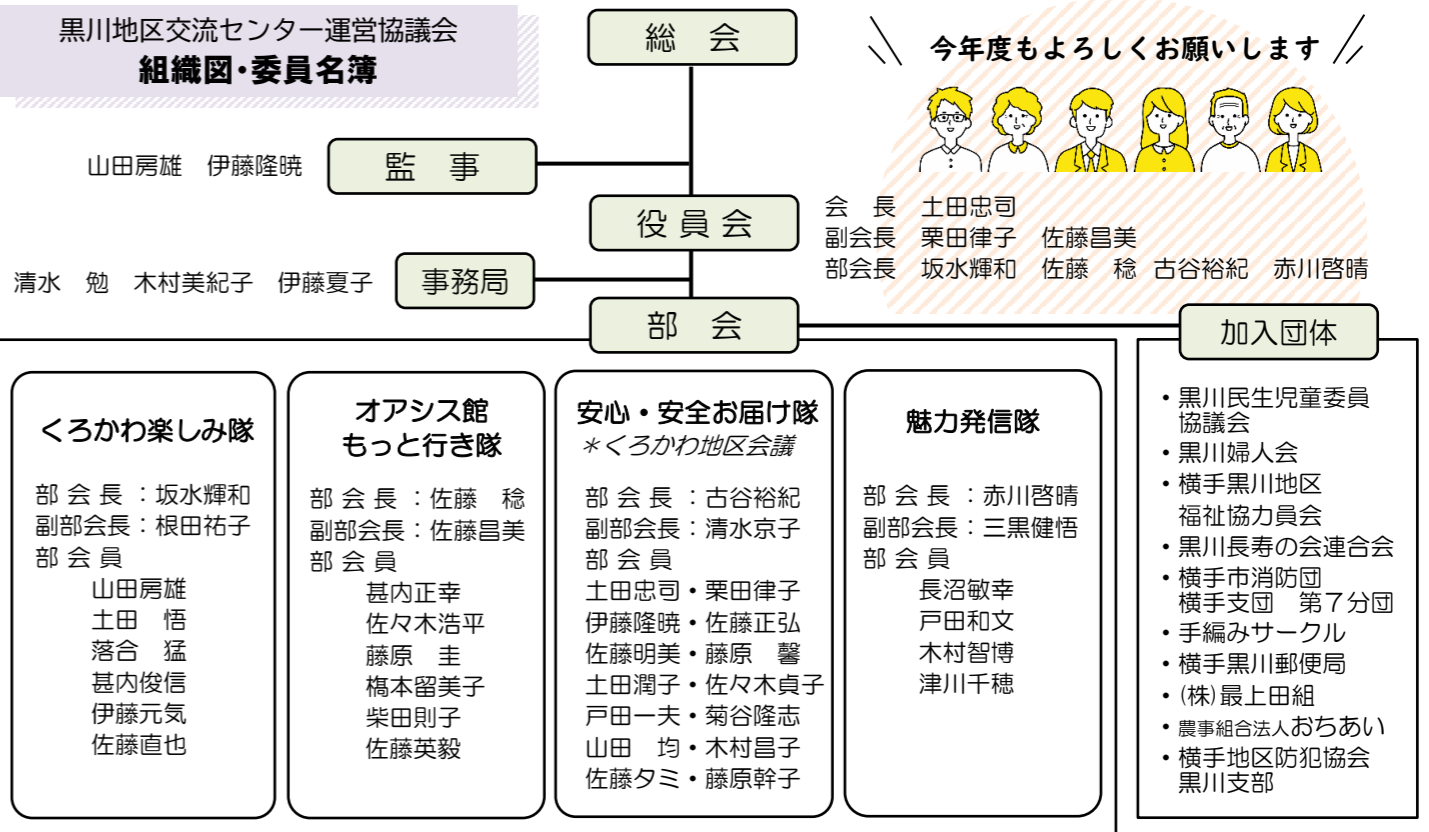 黒川地区交流センター運営協議会
組織図・委員名簿
総　会
今年度もよろしくお願いします
山田房雄　伊藤隆暁
監　事
役 員 会
会　長　土田忠司
副会長　栗田律子　佐藤昌美
部会長　坂水輝和　佐藤　稔　古谷裕紀　赤川啓晴
清水　勉　木村美紀子　伊藤夏子
事務局
部　会
加入団体
くろかわ楽しみ隊
部 会 長 ：坂水輝和
副部会長：根田祐子
部 会 員
山田房雄
土田　悟
落合　猛
甚内俊信
伊藤元気
佐藤直也
オアシス館
もっと行き隊
部 会 長 ：佐藤　稔
副部会長：佐藤昌美
部 会 員
甚内正幸
佐々木浩平
藤原　圭
橋本留美子
柴田則子
佐藤英毅
安心・安全お届け隊
＊くろかわ地区会議
部 会 長 ：古谷裕紀
副部会長：清水京子
部 会 員
土田忠司・栗田律子
伊藤隆暁・佐藤正弘
佐藤明美・藤原　馨
土田潤子・佐々木貞子
戸田一夫・菊谷隆志
山田　均・木村昌子
佐藤タミ・藤原幹子
魅力発信隊
部 会 長 ：赤川啓晴
副部会長：三黒健悟
部 会 員
長沼敏幸
戸田和文
木村智博
津川千穂
・黒川民生児童委員
協議会
・黒川婦人会
・横手黒川地区
福祉協力員会
・黒川長寿の会連合会
・横手市消防団
横手支団　第７分団
・手編みサークル
・横手黒川郵便局
・(株)最上田組
・農事組合法人おちあい
・横手地区防犯協会
黒川支部